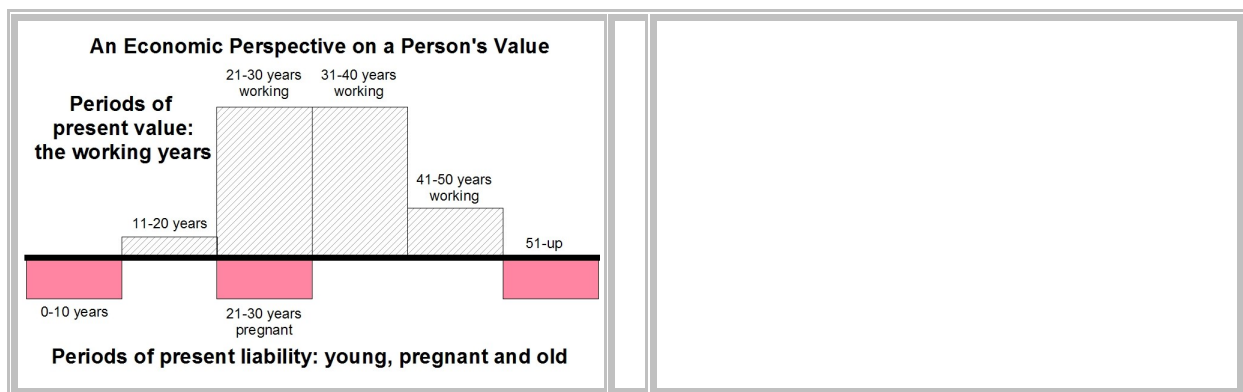 An Economic Perspective on a Person's Value
21-30 years
working
31-40 years
working
Periods of
present value:
the working years
41-50 years
working
11-20 years
51-up
0-10 years
21-30 years
pregnant
Periods of present liability: young, pregnant and old